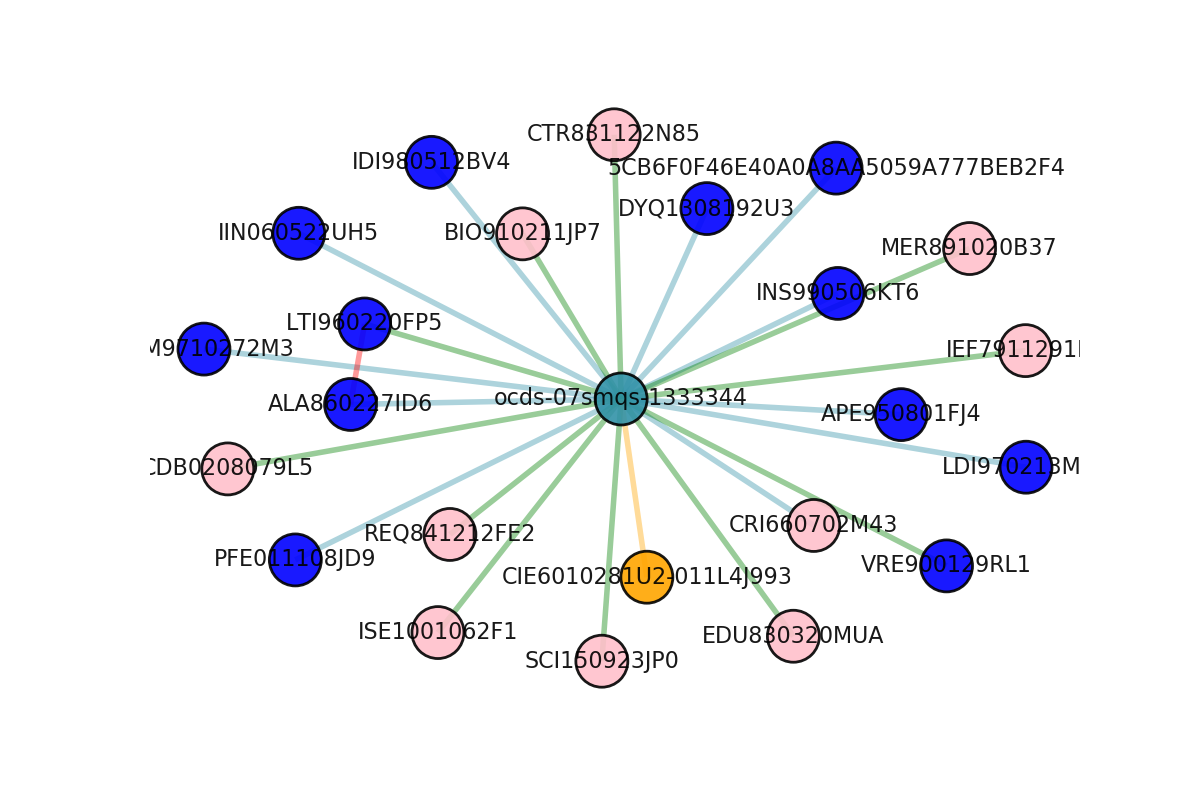 CTR831122N85
IDI980512BV4
5CB6F0F46E40A0A8AA5059A777BEB2F4
DYQ1308192U3
IIN060522UH5
BIO910211JP7
MER891020B37
INS990506KT6
LTI960220FP5
M9710272M3
IEF7911291
ocds-07smqs-1333344
ALA860227ID6
APE950801FJ4
CDB0208079L5
LDI970213M
CRI660702M43
REQ841212FE2
PFE011108JD9
VRE900129RL1
CIE6010281U2-011L4J993
ISE1001062F1
EDU830320MUA
SCI150923JP0